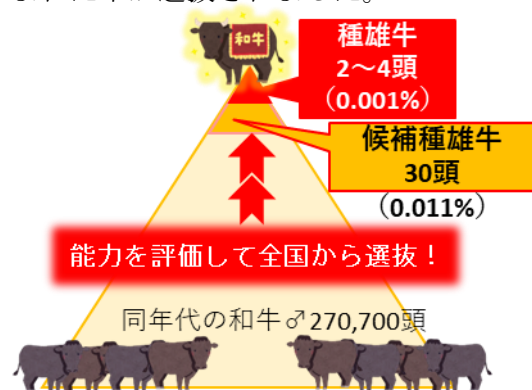 和牛
種雄牛
2～4頭
（0.001%）
候補種雄牛
30頭
（0.011%）
能力を評価して全国から選抜！
同年代の和牛♂270,700頭